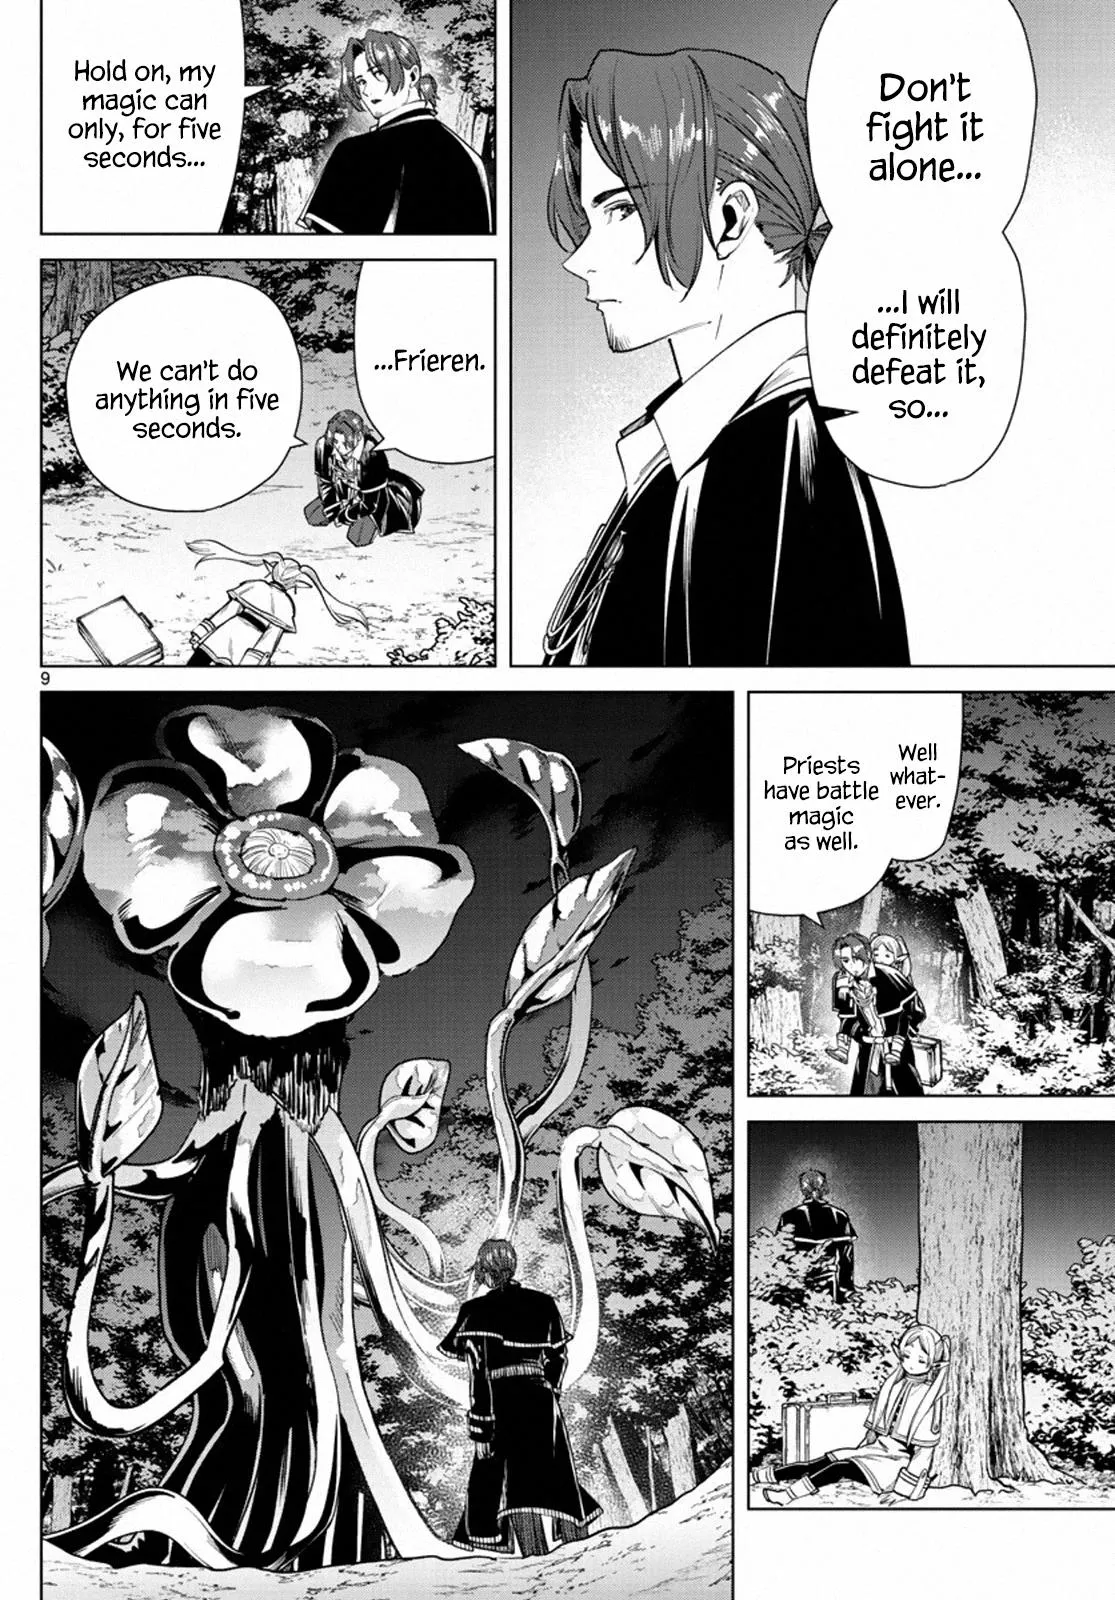 Don't
fight it
alone...
...I will
definitely
defeat it,
so...
Hold on, my
magic can
only, for five
seconds...
...Frieren.
We can't do
anything in five
seconds.
9
Well
what-
ever.
Priests
have battle
magic
as well.